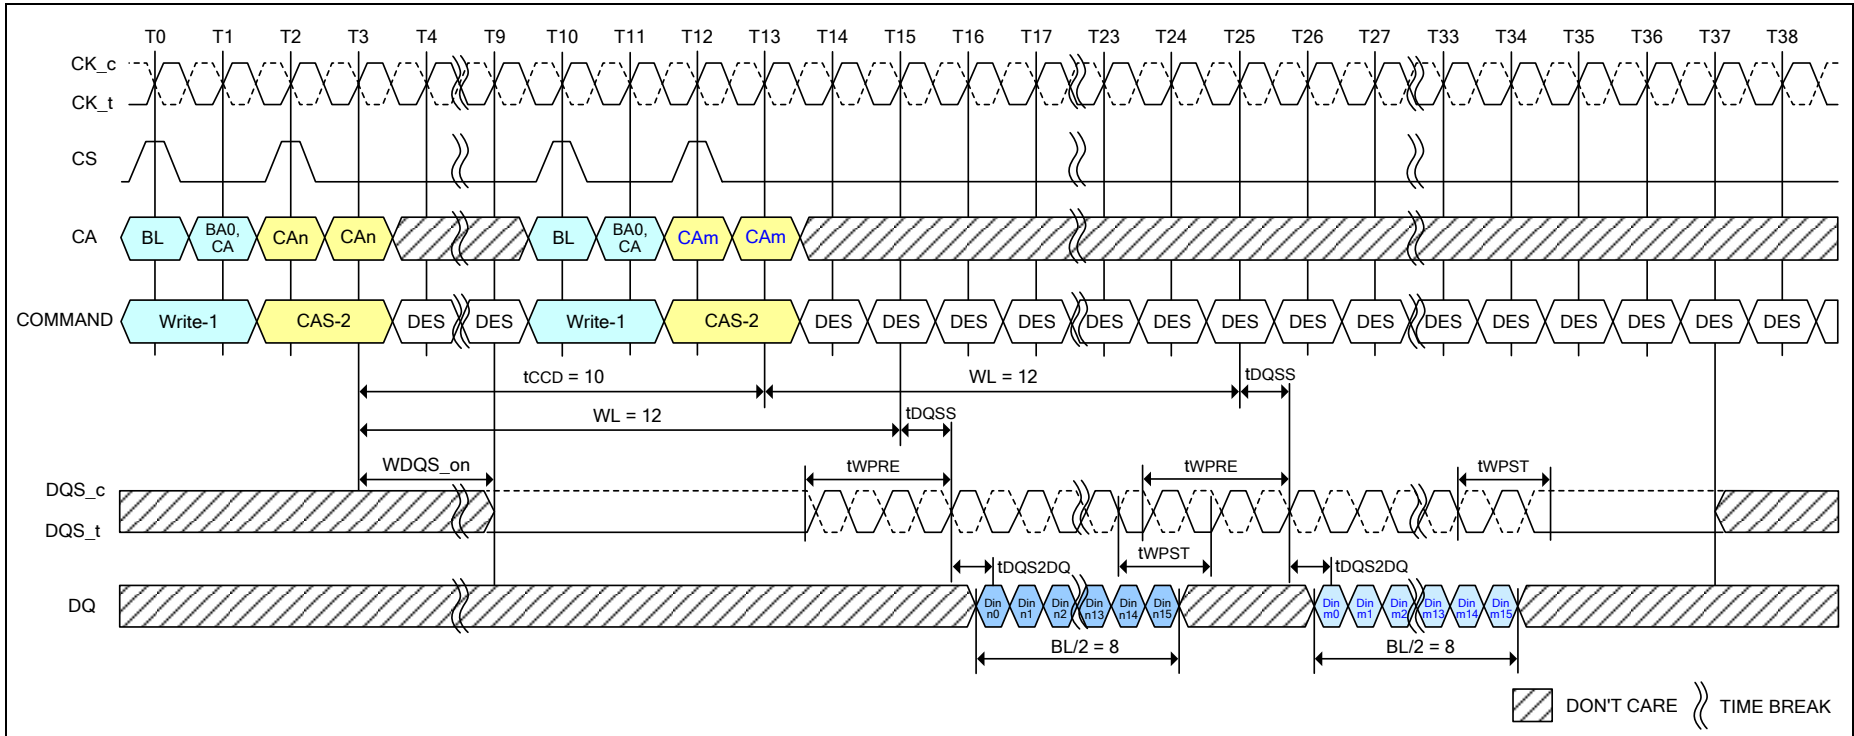 T0 T1 T2 T3 T4 T9 T10 T11 T12 T13 T14 T15 T16 T17 T23 T24 T25 T26 T27 T33 T34 T35 T36 T37 T38
CK_c
CK_t
CS
CA BL BA0, CA CAn CAn BL BA0, CA CAm CAm
COMMAND Write-1 CAS-2 DES DES Write-1 CAS-2 DES DES DES DES DES DES DES DES DES DES DES DES DES DES DES
tCCD = 10 WL = 12 tDQSS
WL = 12 tDQSS
WDQS_on tWPRE tWPRE tWPST
DQS_c
DQS_t
tWPST
tDQS2DQ tDQS2DQ
DQ Din n0 Din n1 Din n2 Din n13 Din n14 Din n15 Din m0 Din m1 Din m2 Din m13 Din m14 Din m15
BL/2 = 8 BL/2 = 8
DON'T CARE TIME BREAK